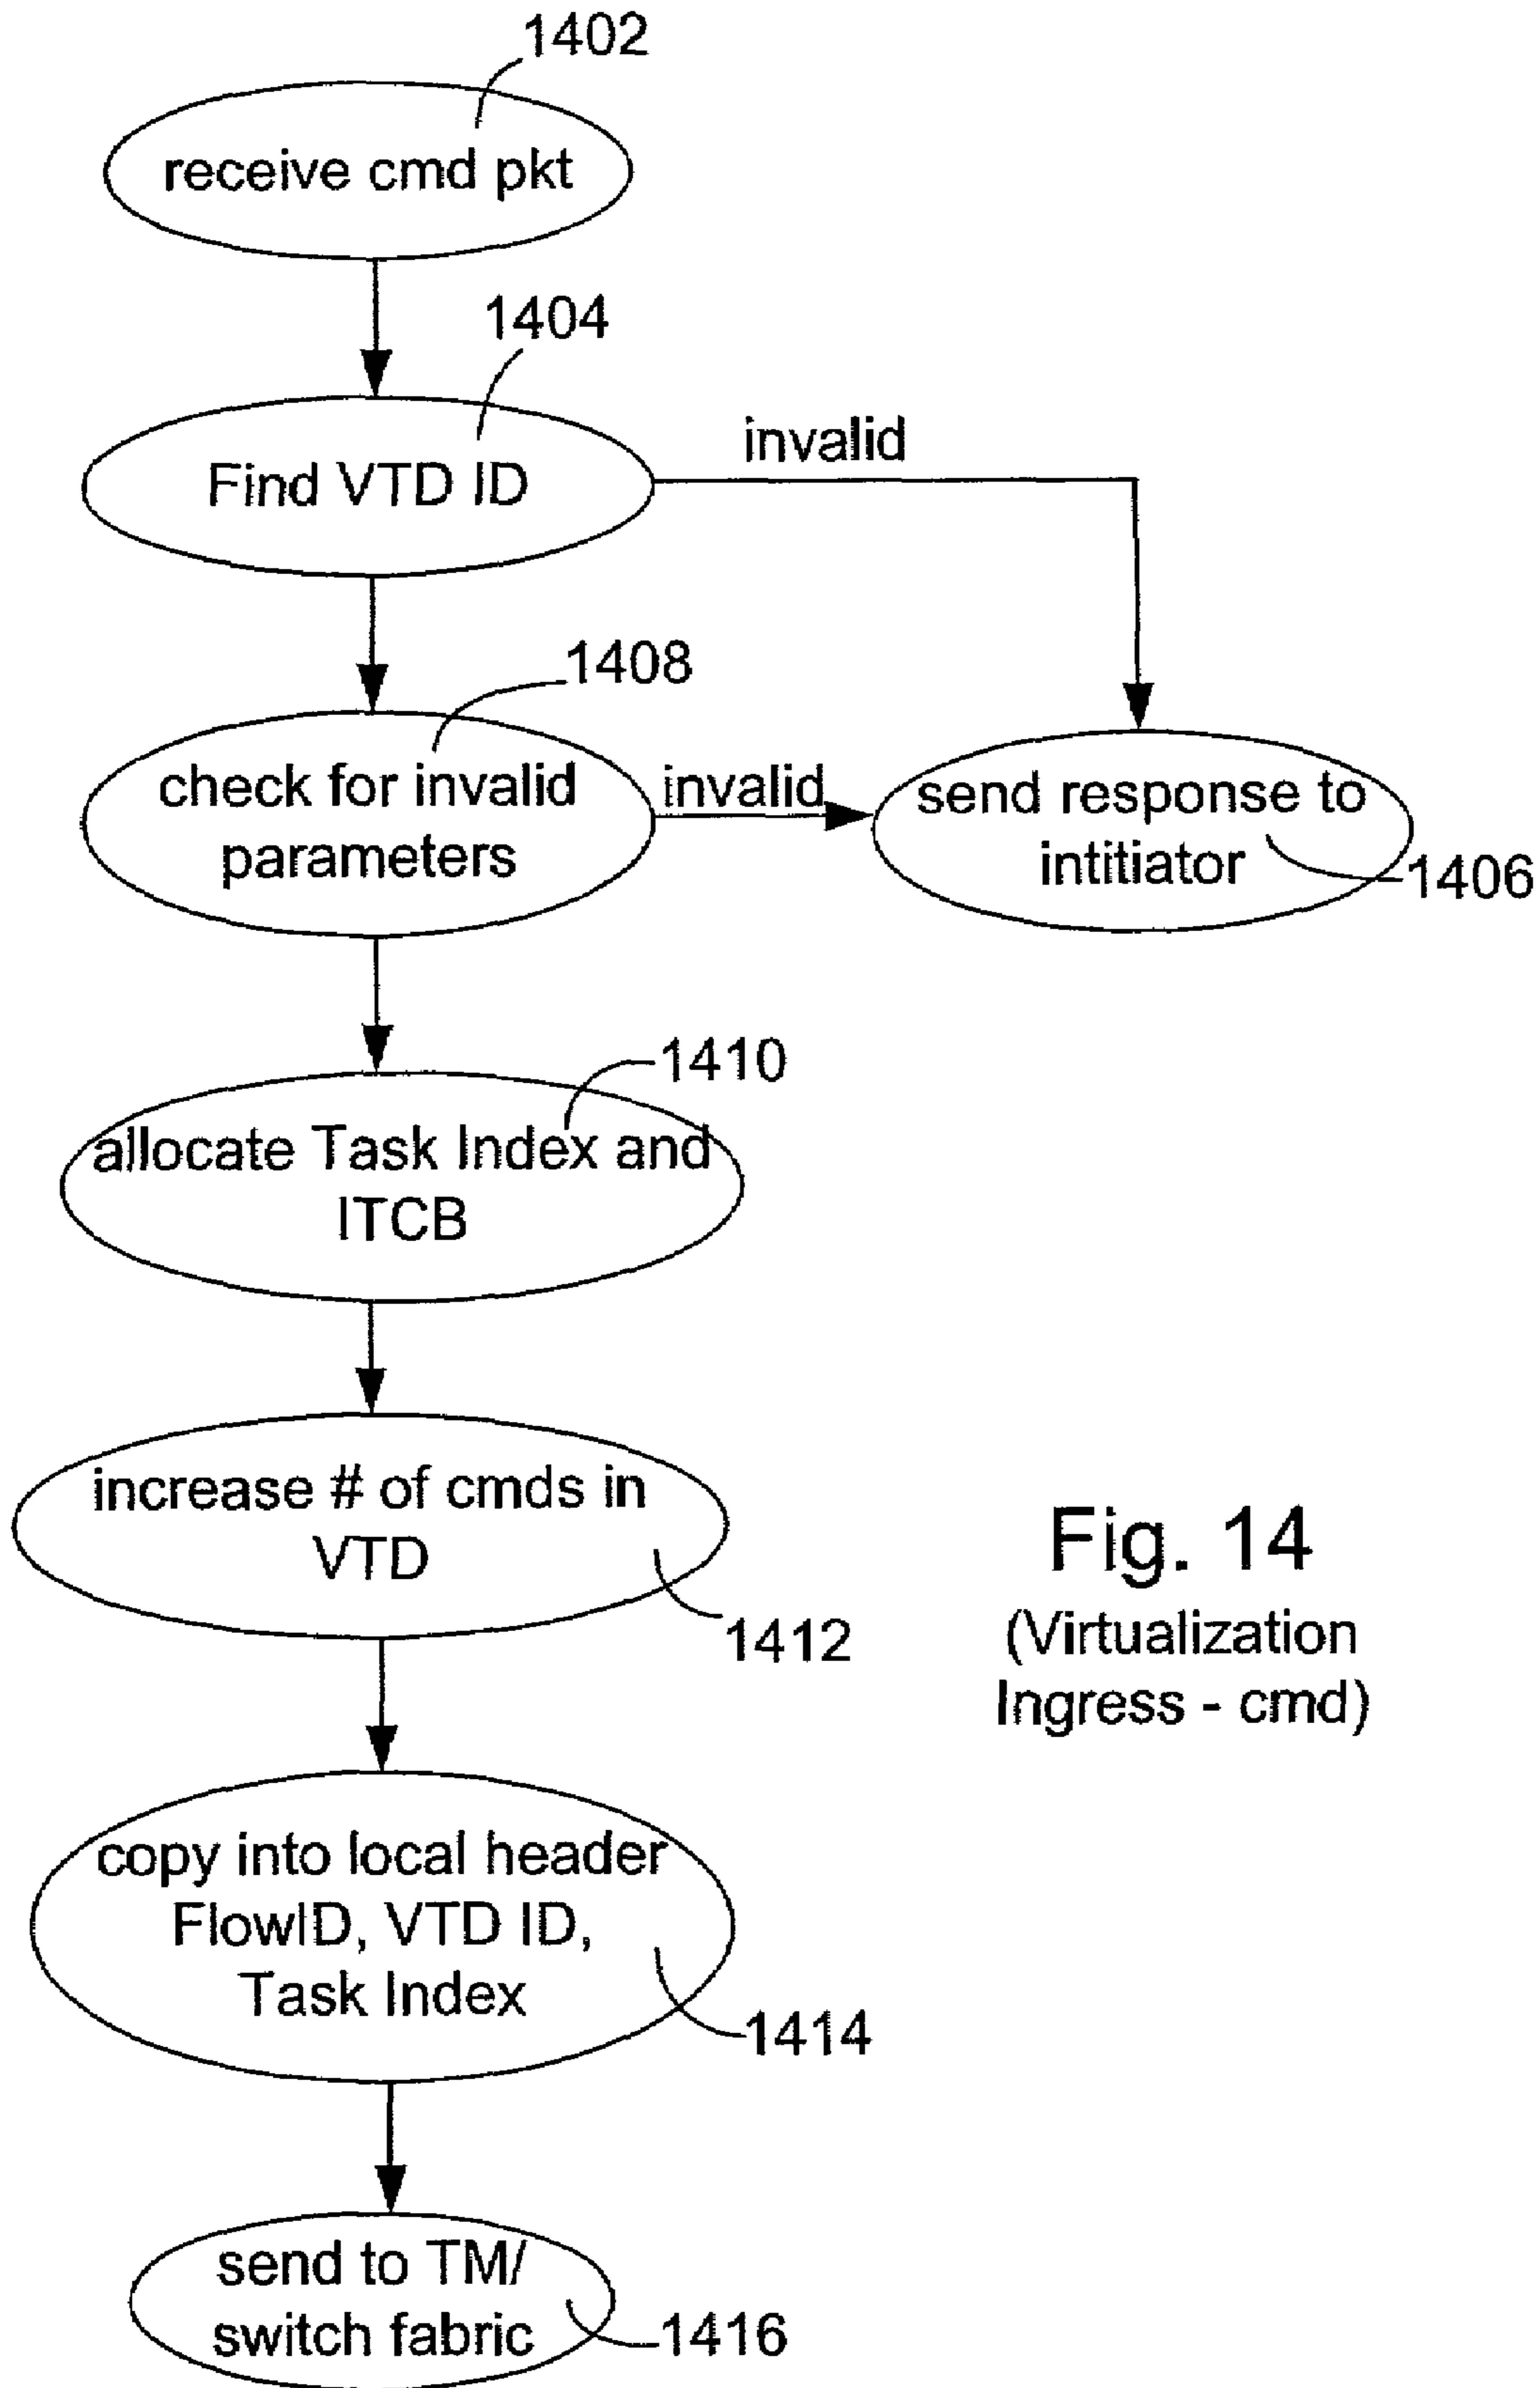 1402
receive cmd pkt
1404
Find VTD ID
invalid
1408
check for invalid
parameters
invalid
send response to
intitiator
1406
1410
allocate Task Index and
ITCB
increase # of cmds in
VTD
1412
Fig. 14
(Virtualization
Ingress - cmd)
copy into local header
FlowID, VTD ID,
Task Index
1414
send to TM/
switch fabric
1416